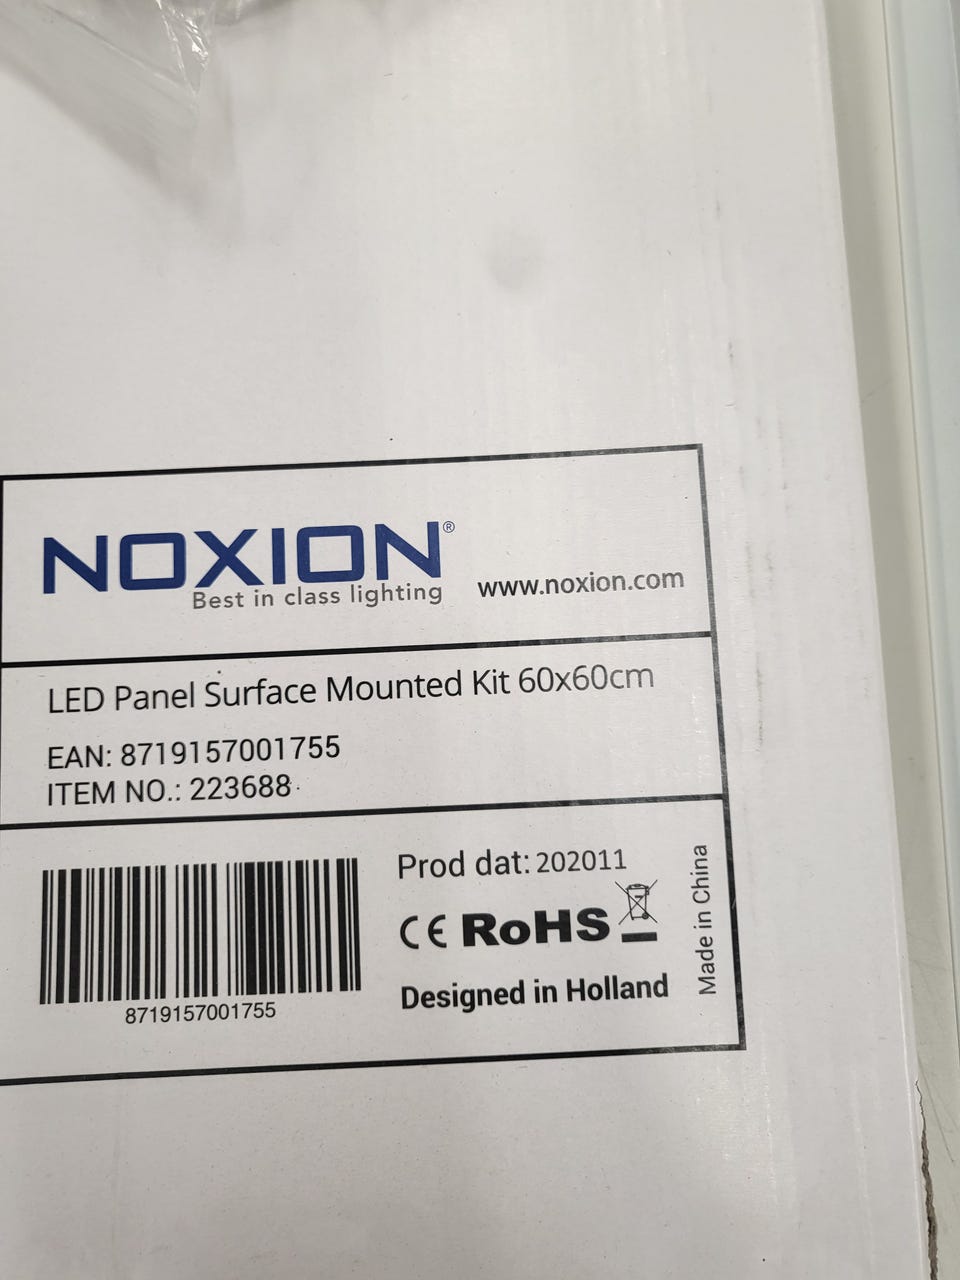 NOXION®
Best in class lighting
www.noxion.com
LED Panel Surface Mounted Kit 60x60cm
EAN: 8719157001755
ITEM NO.: 223688
8719157001755
Prod dat: 202011
CE RoHS
Designed in Holland
Made in China